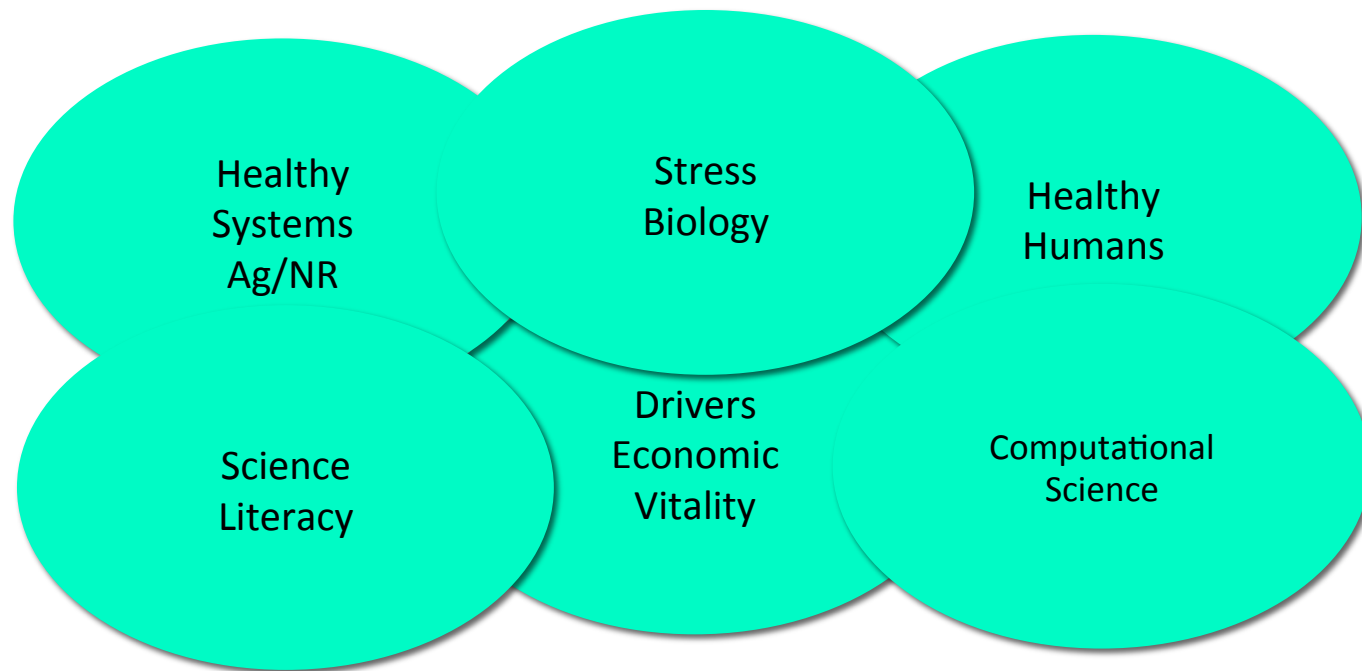 Healthy
Systems
Ag/NR
Stress
Biology
Healthy
Humans
Science
Literacy
Drivers
Economic
Vitality
Computational
Science